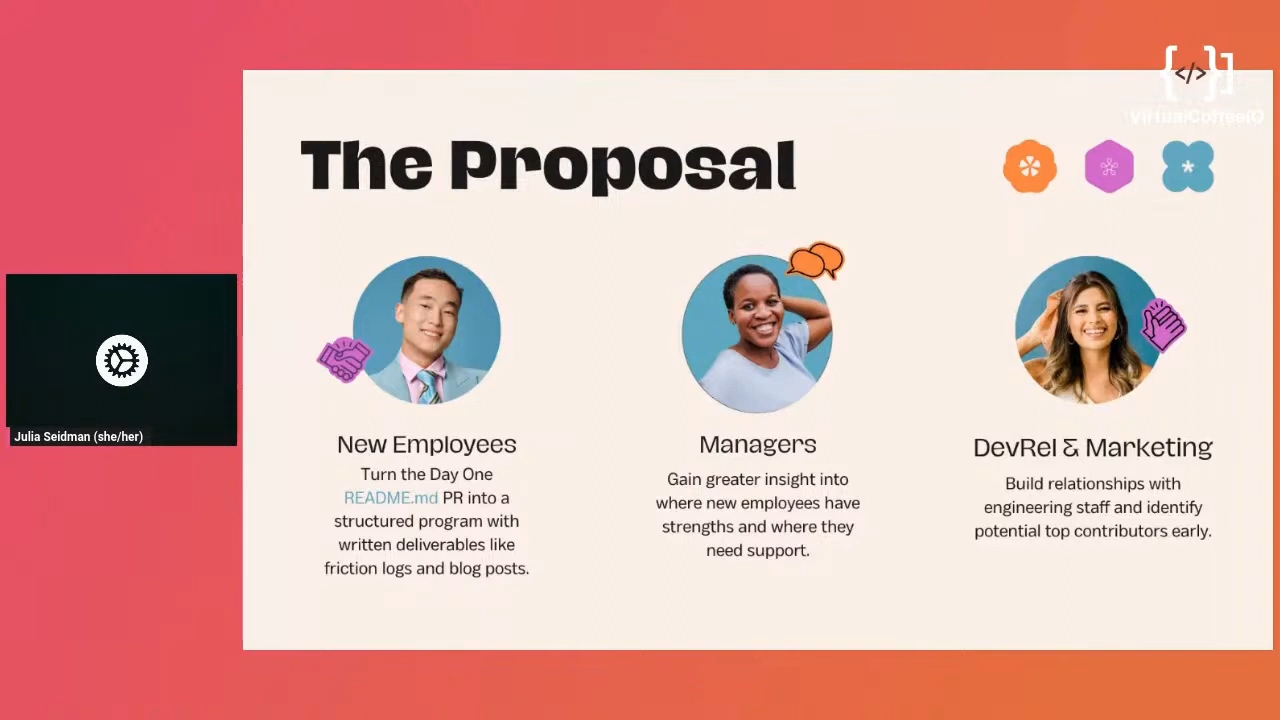 </>
VirtualCoffeeIO
The Proposal
New Employees
Turn the Day One
README.md PR into a
structured program with
written deliverables like
friction logs and blog posts.
Managers
Gain greater insight into
where new employees have
strengths and where they
need support.
DevRel & Marketing
Build relationships with
engineering staff and identify
potential top contributors early.
Julia Seidman (she/her)